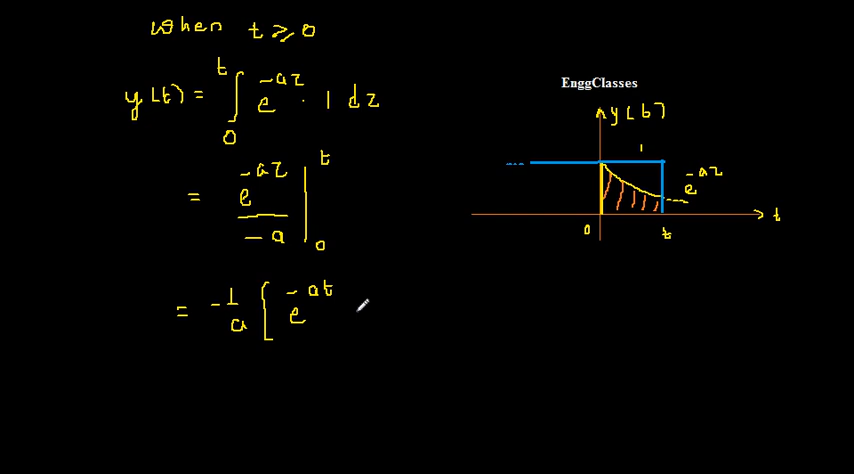 When t ≥ 0
y(t) = ∫₀ᵗ e^{-az} · 1 dz
= e^{-az} / -a |₀ᵗ
= -1/a [ e^{-at}
EnggClasses
y(t)
1
e^{-az}
0
t
t